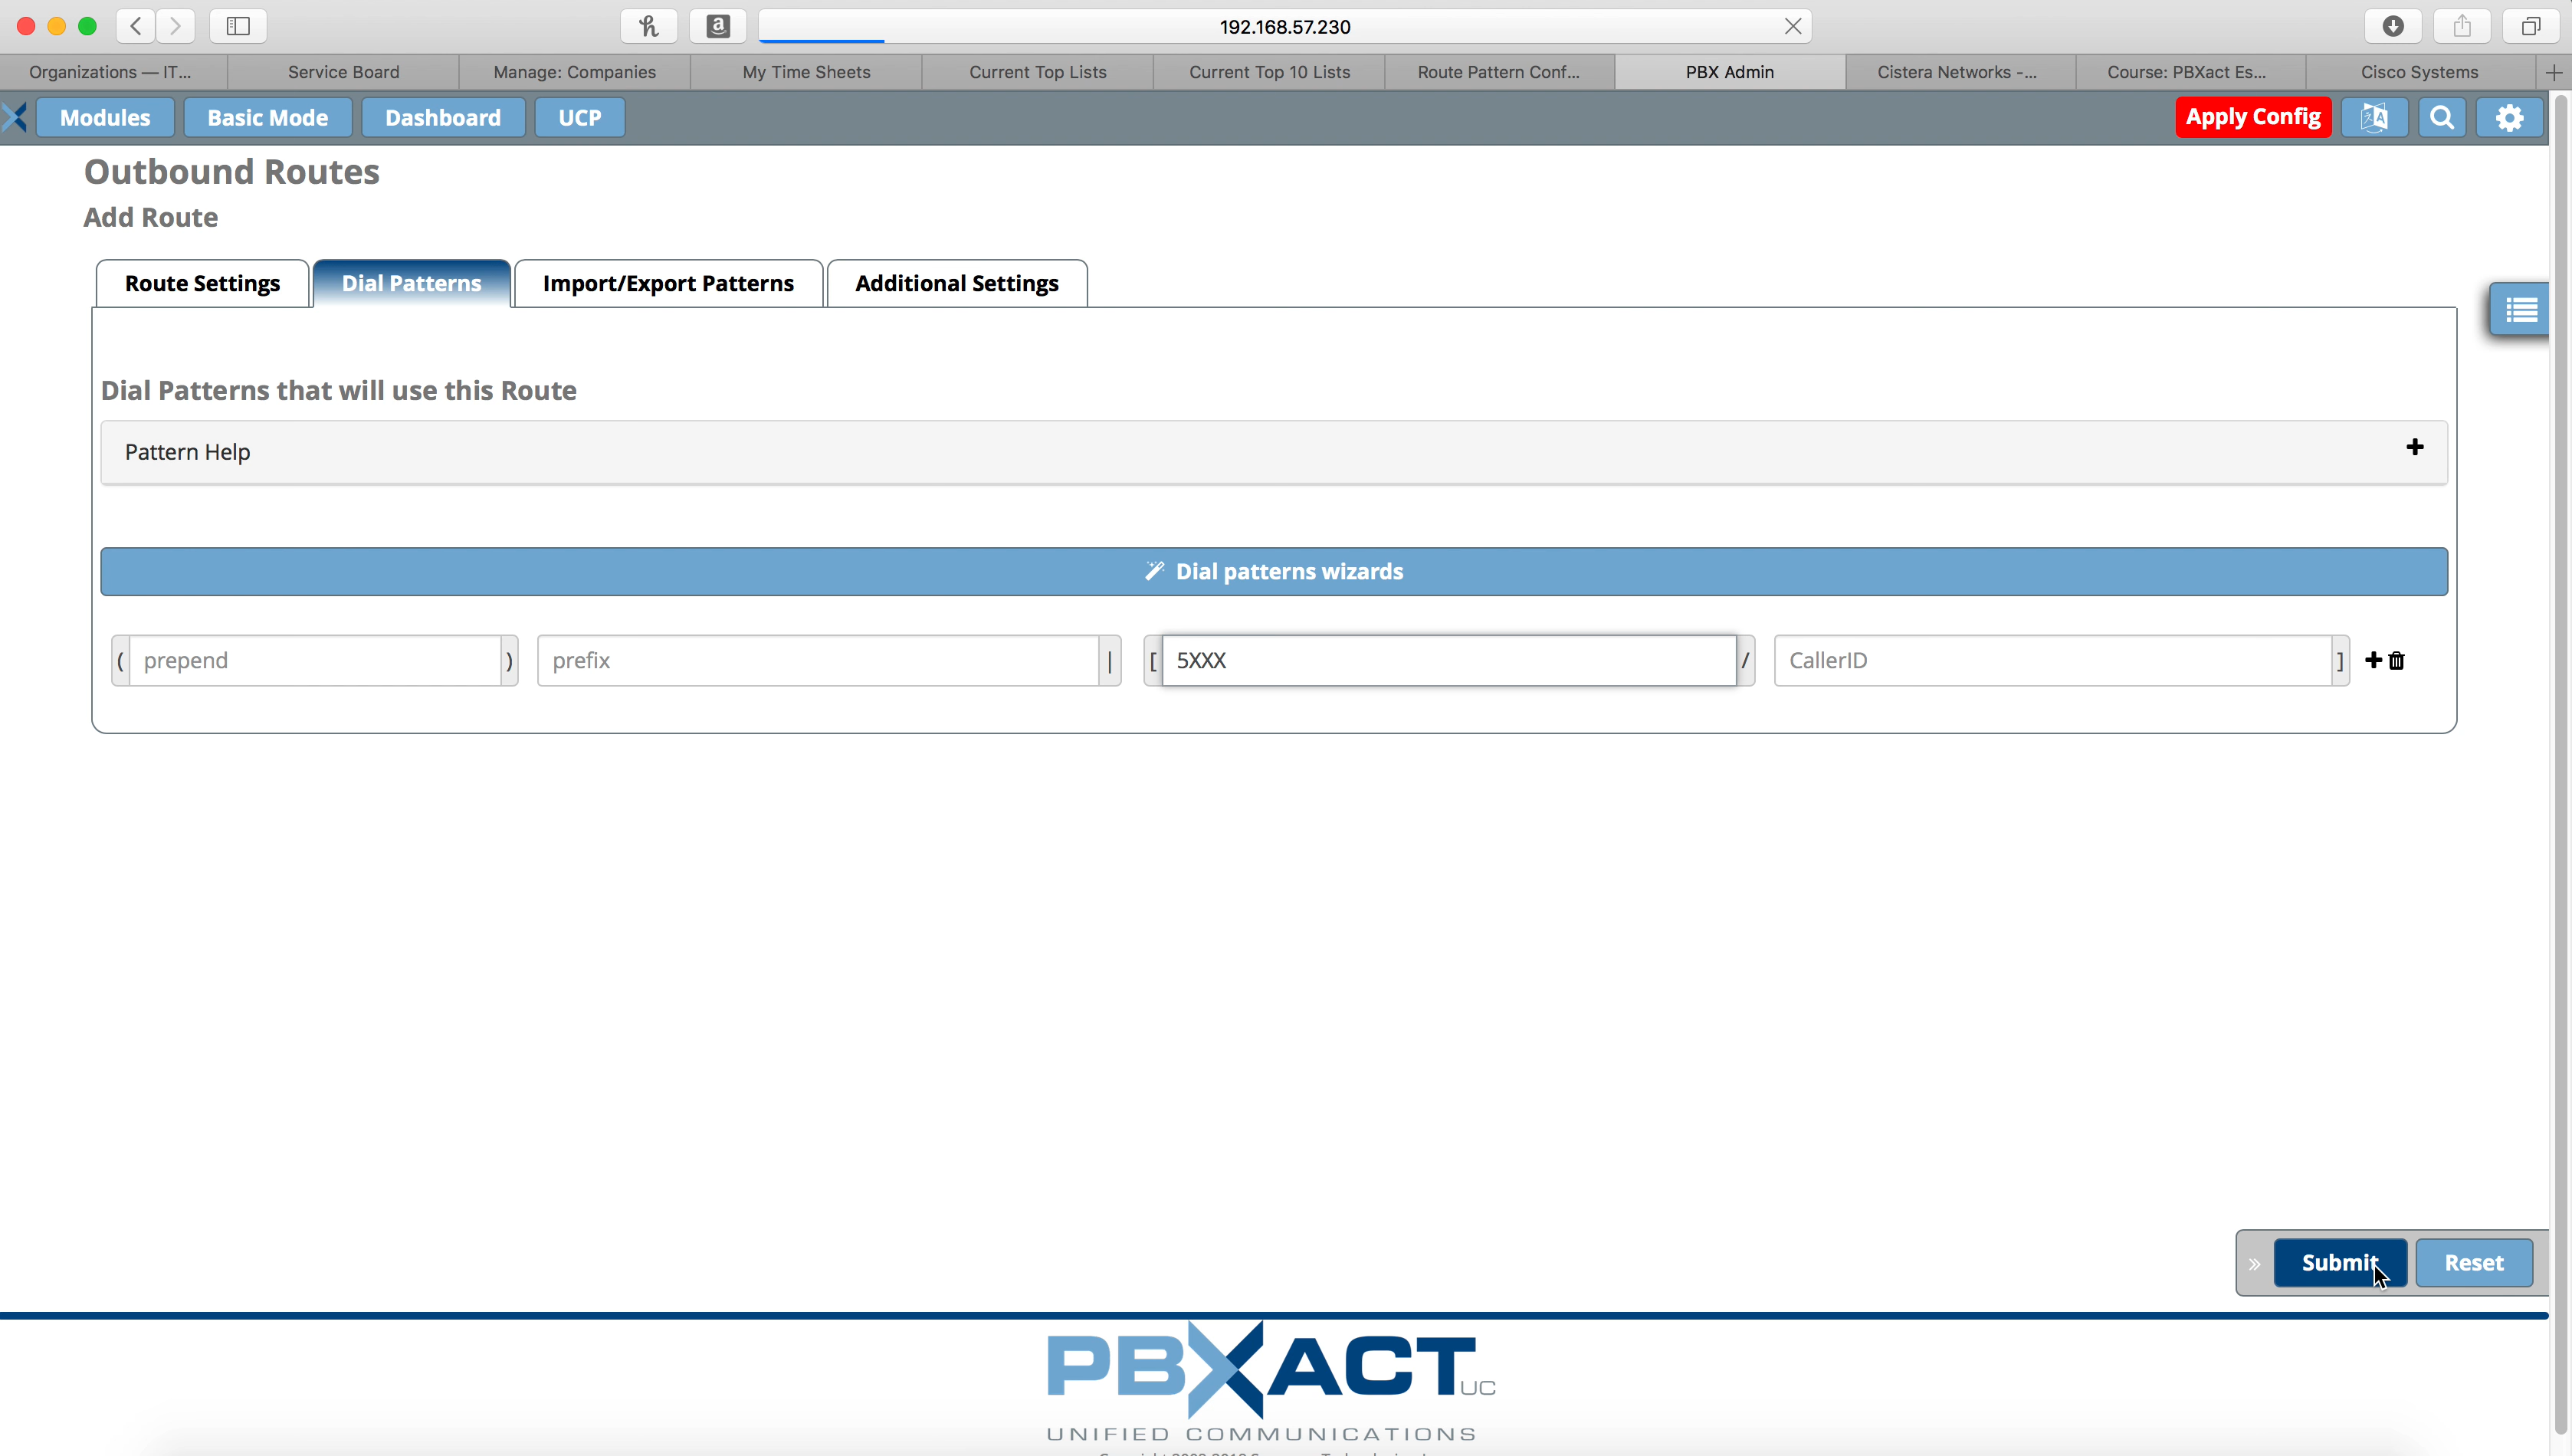 192.168.57.230
Organizations — IT...
Service Board
Manage: Companies
My Time Sheets
Current Top Lists
Current Top 10 Lists
Route Pattern Conf...
PBX Admin
Cistera Networks -...
Course: PBXact Es...
Cisco Systems
Modules
Basic Mode
Dashboard
UCP
Apply Config
Outbound Routes
Add Route
Route Settings
Dial Patterns
Import/Export Patterns
Additional Settings
Dial Patterns that will use this Route
Pattern Help
Dial patterns wizards
( prepend )
prefix |
[ 5XXX /
CallerID ]
Submit
Reset
PBXACT UC
UNIFIED COMMUNICATIONS